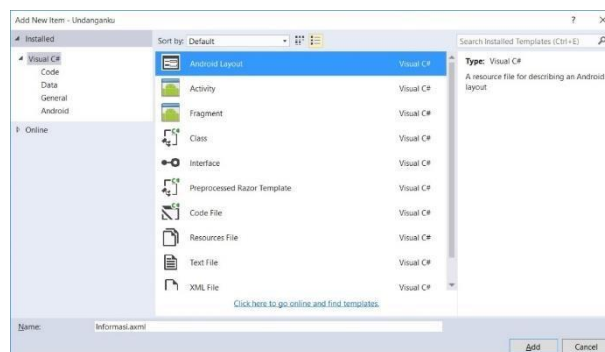 Add New Item - Undanganku
? X
Installed
Sort by: Default
Search Installed Templates (Ctrl+E)
Visual C#
Code
Data
General
Android
Online
Android Layout Visual C#
Activity Visual C#
Fragment Visual C#
Class Visual C#
Interface Visual C#
Preprocessed Razor Template Visual C#
Code File Visual C#
Resources File Visual C#
Text File Visual C#
XML File Visual C#
Click here to go online and find templates.
Type: Visual C#
A resource file for describing an Android
layout
Name: Informasi.axml
Add Cancel